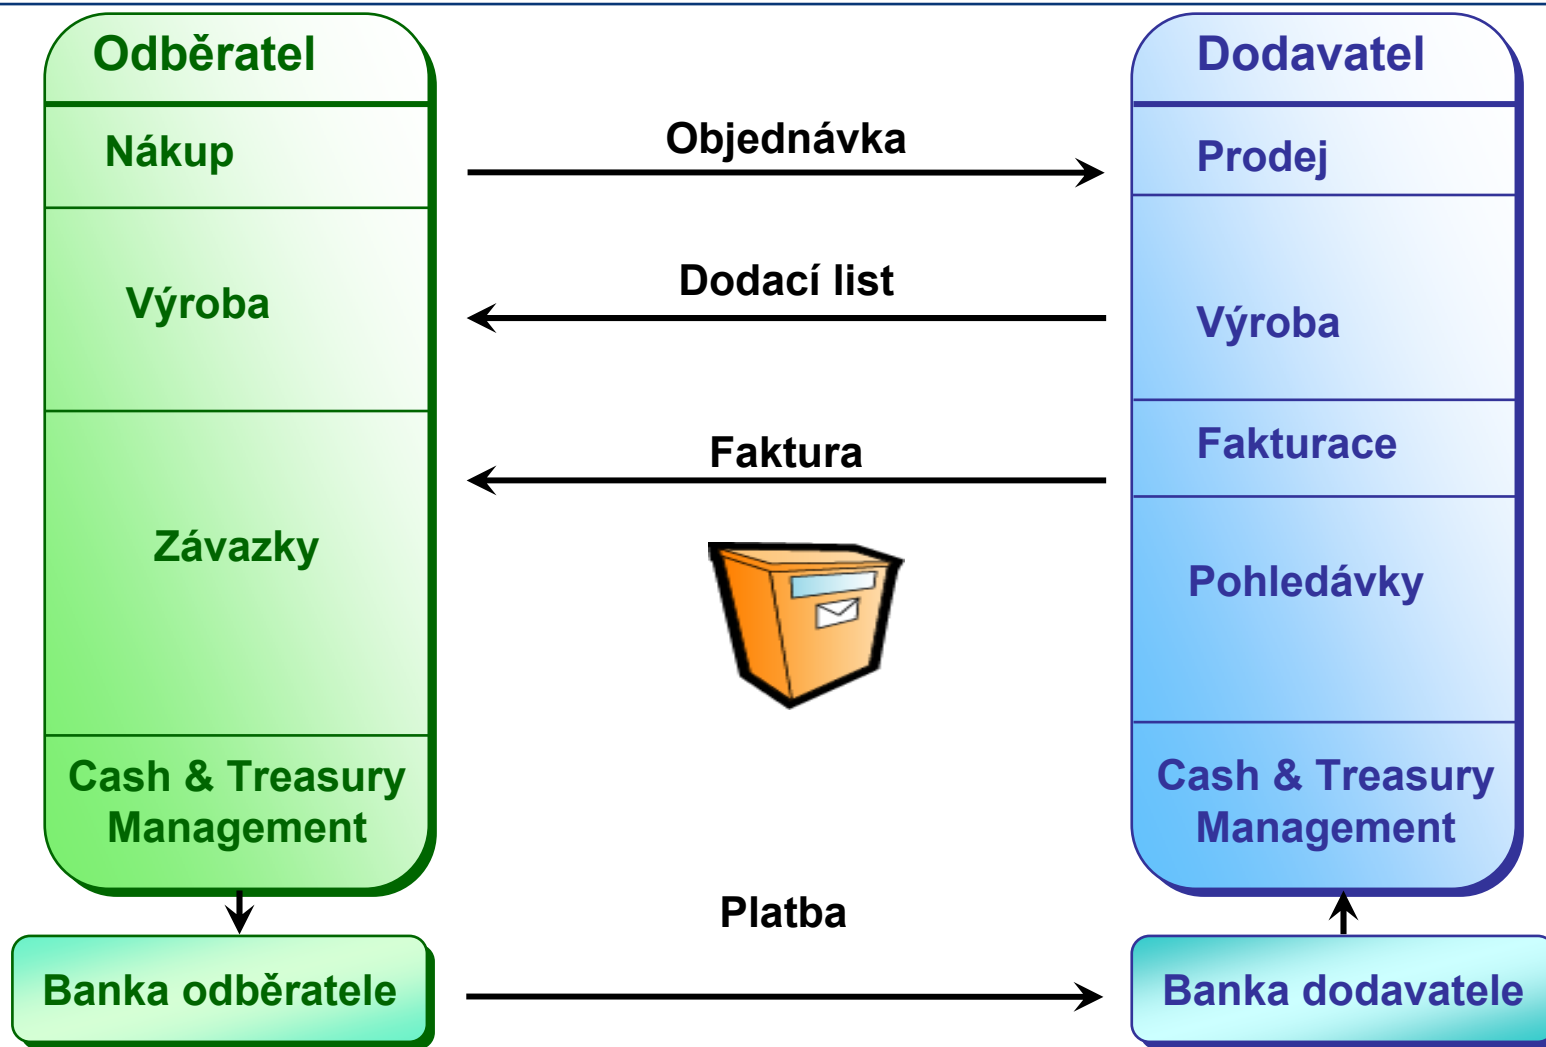 Odběratel
Nákup
Výroba
Závazky
Cash & Treasury
Management
Banka odběratele
Objednávka
Dodací list
Faktura
Platba
Dodavatel
Prodej
Výroba
Fakturace
Pohledávky
Cash & Treasury
Management
Banka dodavatele